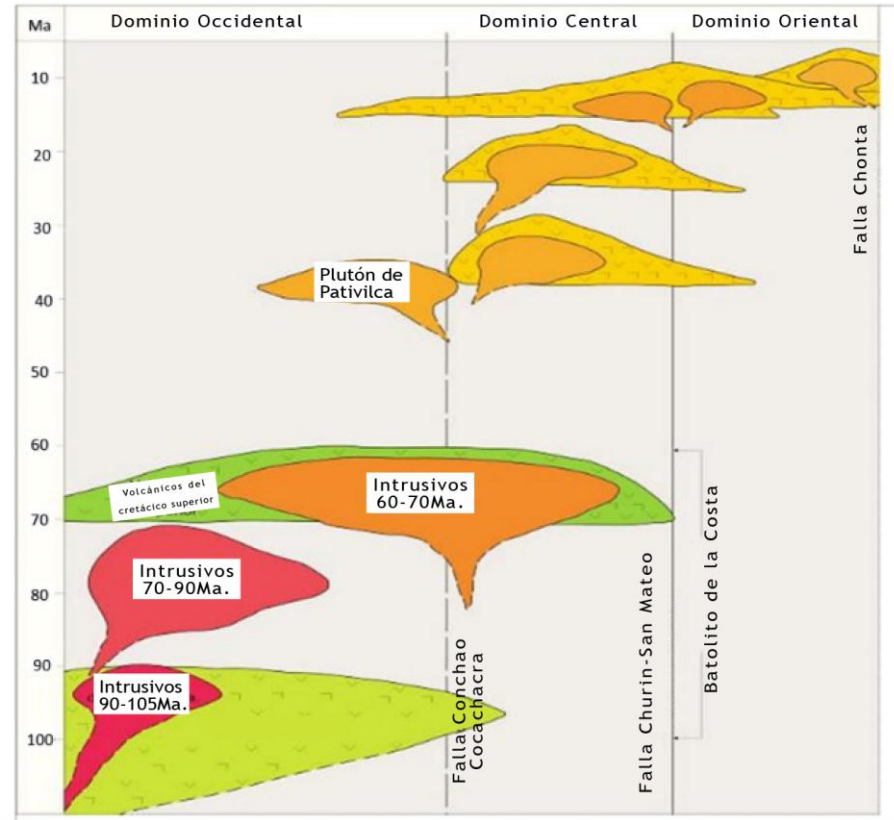 Ma
Dominio Occidental
Dominio Central
Dominio Oriental
10
20
30
40
50
60
70
80
90
100
Falla Chonta
Plutón de
Pativilca
Volcánicos del
cretácico superior
Intrusivos
60-70Ma.
Intrusivos
70-90Ma.
Intrusivos
90-105Ma.
Falla Conchao
Cocachacra
Falla Churin-San Mateo
Batolito de la Costa